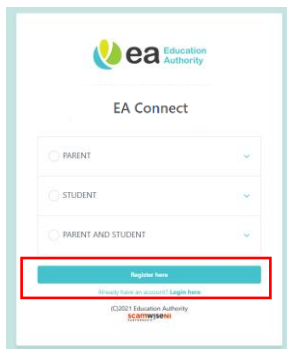 ea Education
Authority
EA Connect
PARENT
STUDENT
PARENT AND STUDENT
Register here
Already have an account? Login here
(C)2021 Education Authority
scamwiseNI